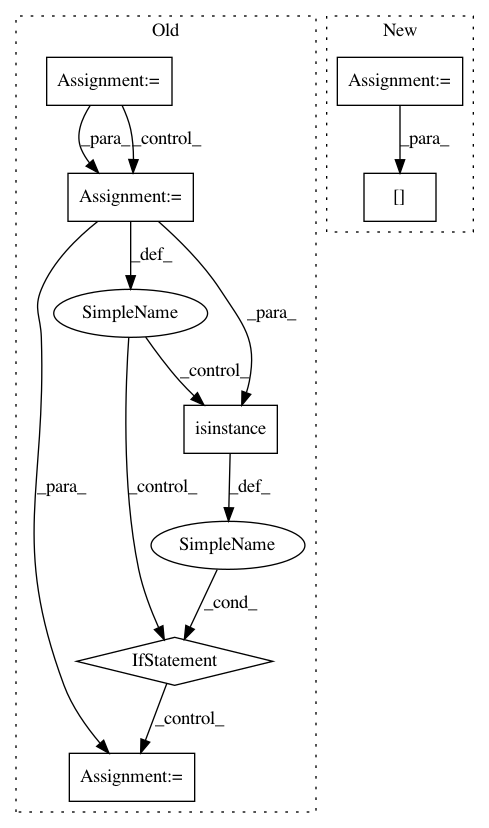 Old
New
Assignment:=
Assignment:=
_para_
_control_
_para_
Assignment:=
[]
_def_
SimpleName
_para_
_control_
isinstance
_para_
_control_
_def_
SimpleName
_cond_
IfStatement
_control_
Assignment:=